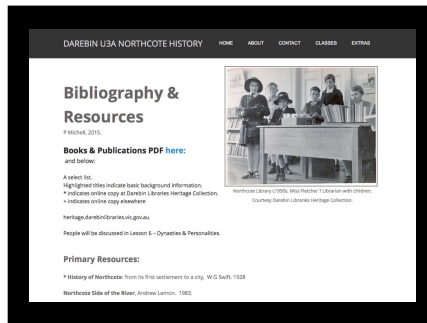 DAREBIN U3A NORTHCOTE HISTORY HOME ABOUT CONTACT CLASSES EXTRAS
Bibliography &
Resources
P Michell, 2015.
Books & Publications PDF here:
and below:
A select list.
Highlighted titles indicate basic background information.
* indicates online copy at Darebin Libraries Heritage Collection.
+ indicates online copy elsewhere
heritage.darebinlibraries.vic.gov.au
People will be discussed in Lesson 6 – Dynasties & Personalities.
Northcote Library c1950s. Miss Fletcher ? Librarian with children.
Courtesy Darebin Libraries Heritage Collection.
Primary Resources:
* History of Northcote: from its first settlement to a city, W G Swift. 1928
Northcote Side of the River, Andrew Lemon. 1983.